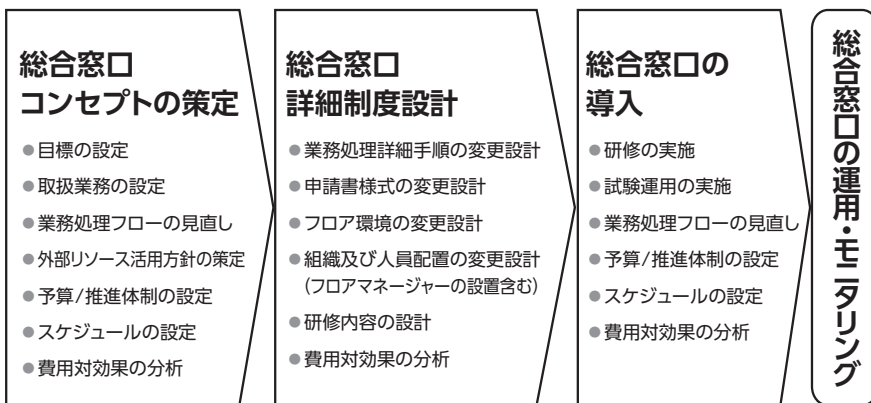 総合窓口
コンセプトの策定
●目標の設定
●取扱業務の設定
●業務処理フローの見直し
●外部リソース活用方針の策定
●予算/推進体制の設定
●スケジュールの設定
●費用対効果の分析
総合窓口
詳細制度設計
●業務処理詳細手順の変更設計
●申請書様式の変更設計
●フロア環境の変更設計
●組織及び人員配置の変更設計
(フロアマネージャーの設置含む)
●研修内容の設計
●費用対効果の分析
総合窓口の
導入
●研修の実施
●試験運用の実施
●業務処理フローの見直し
●予算/推進体制の設定
●スケジュールの設定
●費用対効果の分析
総合窓口の運用・モニタリング